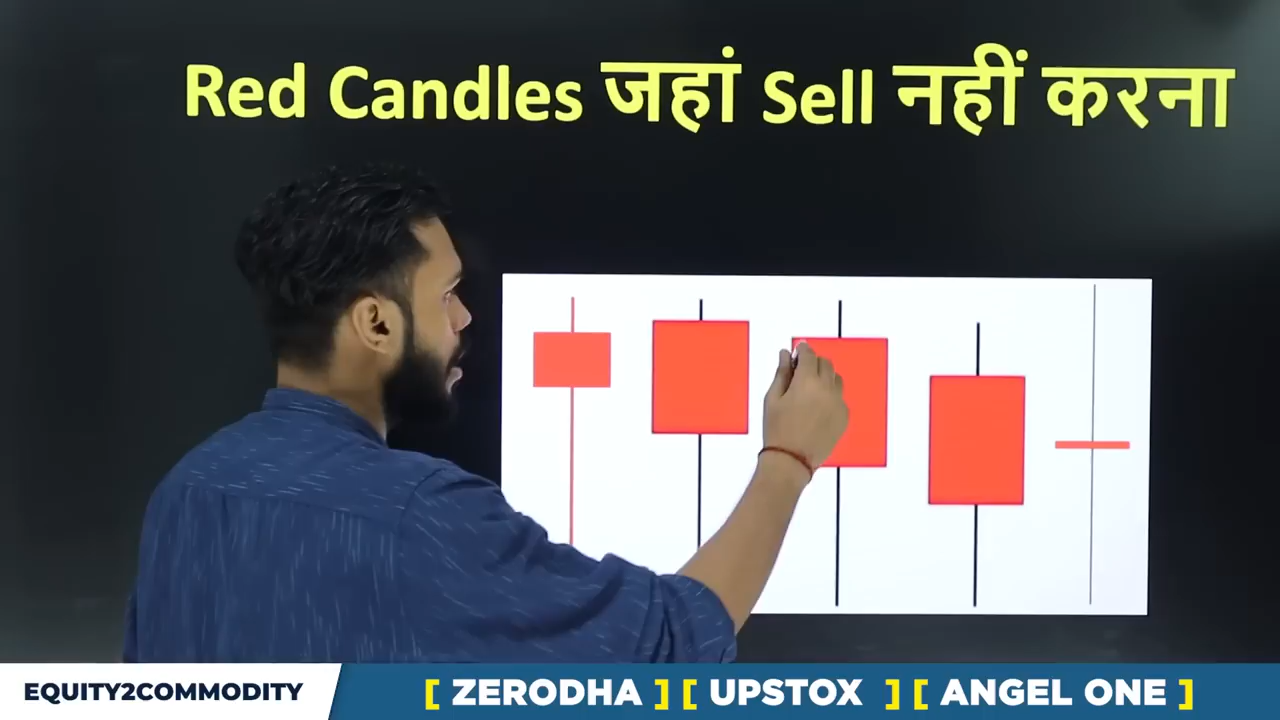 Red Candles जहां Sell नहीं करना
EQUITY2COMMODITY
[ ZERODHA ] [ UPSTOX ] [ ANGEL ONE ]